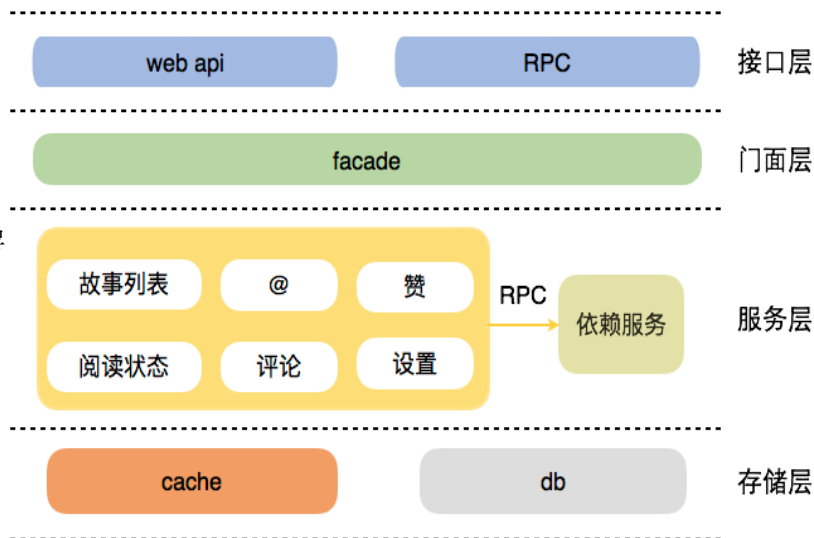 web api RPC 接口层
facade 门面层
故事列表 @ 赞
RPC
依赖服务 服务层
阅读状态 评论 设置
cache db 存储层